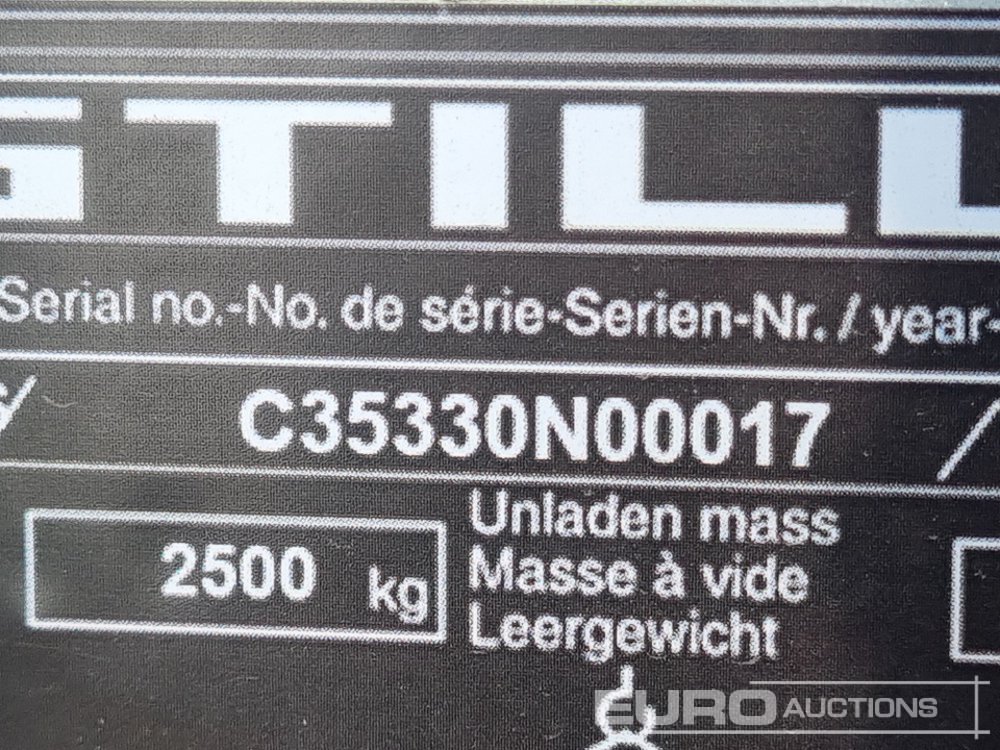 STILL
Serial no.-No. de série-Serien-Nr. / year-
/ C35330N00017 /
2500 kg
Unladen mass
Masse à vide
Leergewicht
EURO AUCTIONS